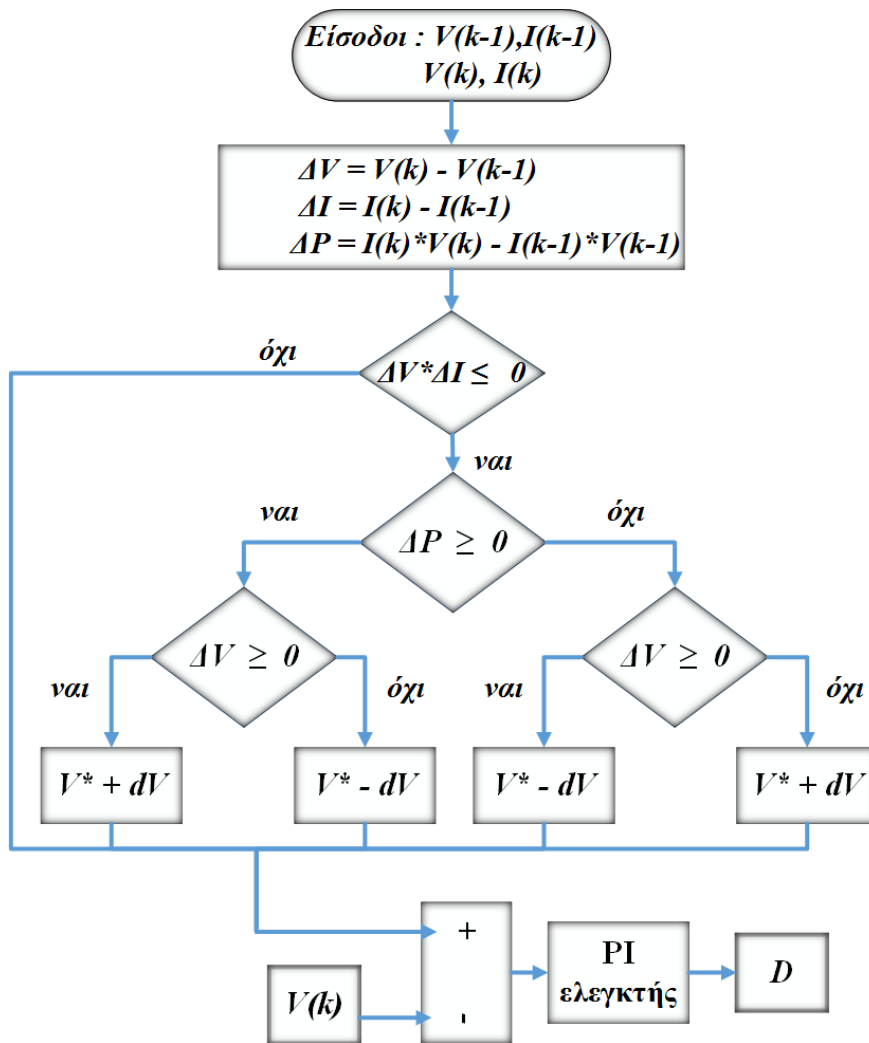 Είσοδοι : V(k-1),I(k-1)
V(k), I(k)
ΔV = V(k) - V(k-1)
ΔI = I(k) - I(k-1)
ΔP = I(k)*V(k) - I(k-1)*V(k-1)
όχι
ΔV*ΔI ≤ 0
ναι
ναι
όχι
ΔP ≥ 0
ΔV ≥ 0
ΔV ≥ 0
ναι
όχι
ναι
όχι
V* + dV
V* - dV
V* - dV
V* + dV
+
PI
ελεγκτής
D
V(k)
-